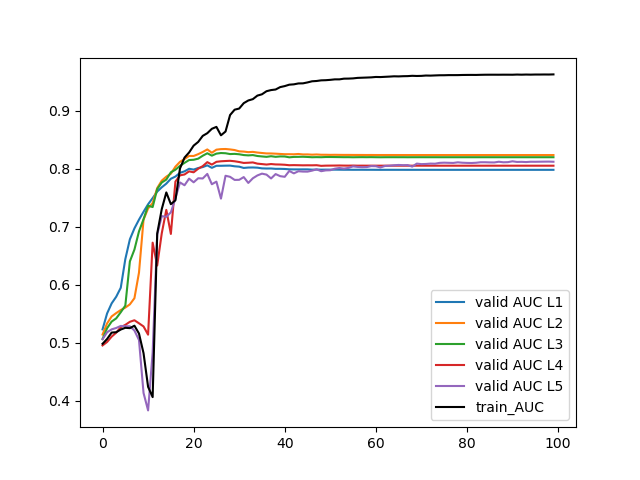 0.9
0.8
0.7
0.6
0.5
0.4
0
20
40
60
80
100
valid AUC L1
valid AUC L2
valid AUC L3
valid AUC L4
valid AUC L5
train_AUC